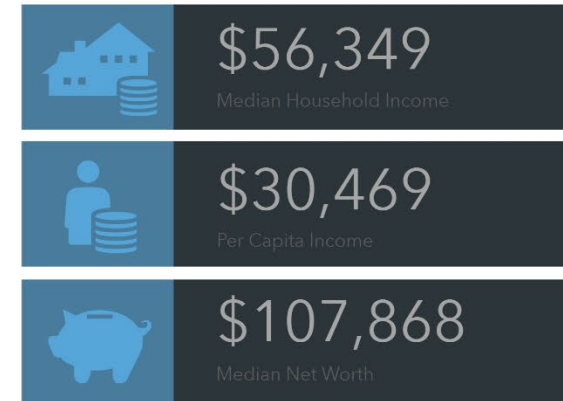 $56,349
Median Household Income
$30,469
Per Capita Income
$107,868
Median Net Worth